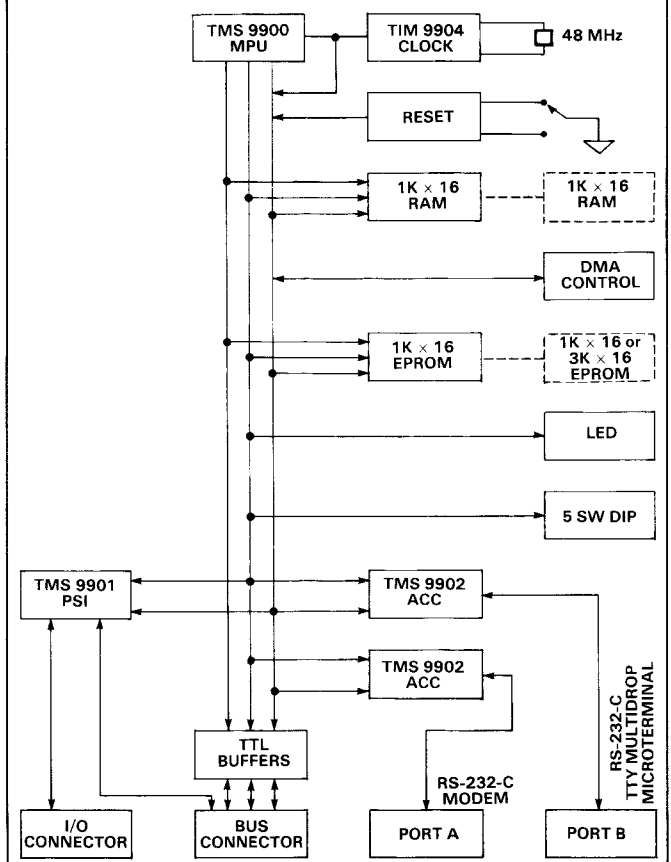 TMS 9900
MPU
TIM 9904
CLOCK
48 MHz
RESET
1K × 16
RAM
1K × 16
RAM
DMA
CONTROL
1K × 16
EPROM
1K × 16 or
3K × 16
EPROM
LED
5 SW DIP
TMS 9901
PSI
TMS 9902
ACC
TMS 9902
ACC
TTL
BUFFERS
RS-232-C
MODEM
RS-232-C
TTY MULTIDROP
MICROTERMINAL
I/O
CONNECTOR
BUS
CONNECTOR
PORT A
PORT B